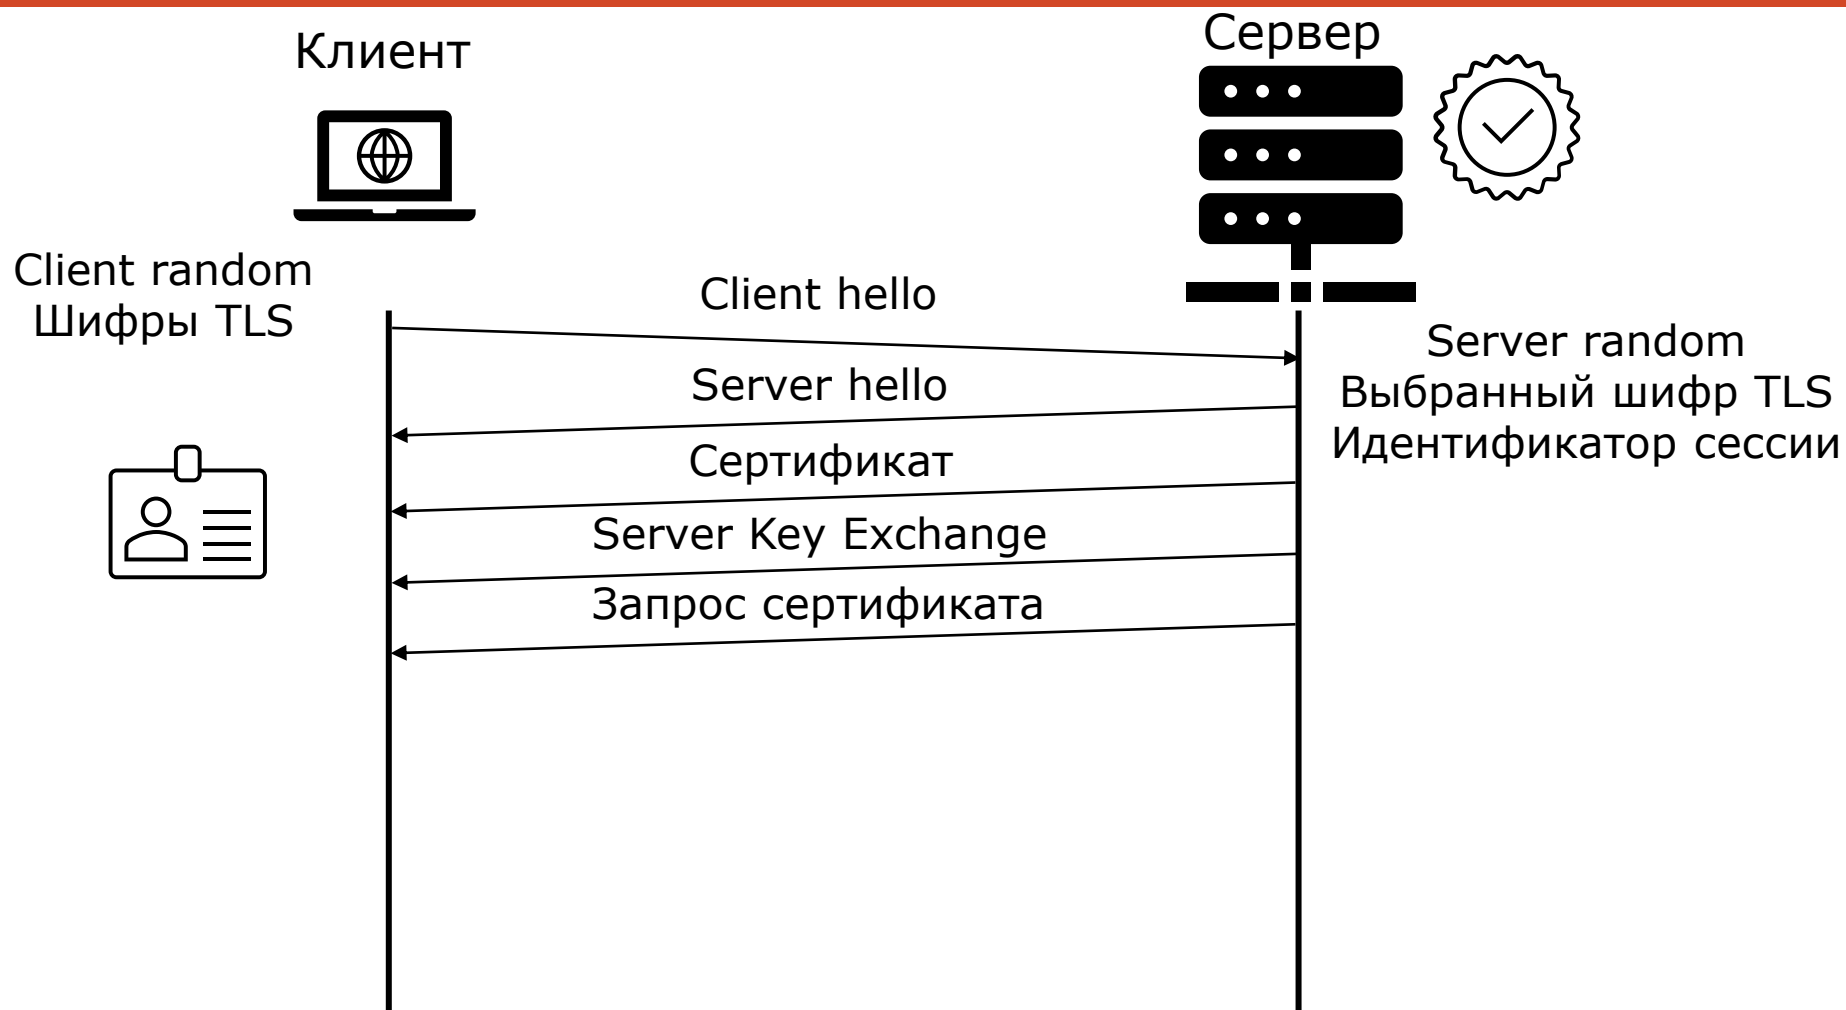 Клиент
Сервер
Client random
Шифры TLS
Client hello
Server random
Выбранный шифр TLS
Идентификатор сессии
Server hello
Сертификат
Server Key Exchange
Запрос сертификата